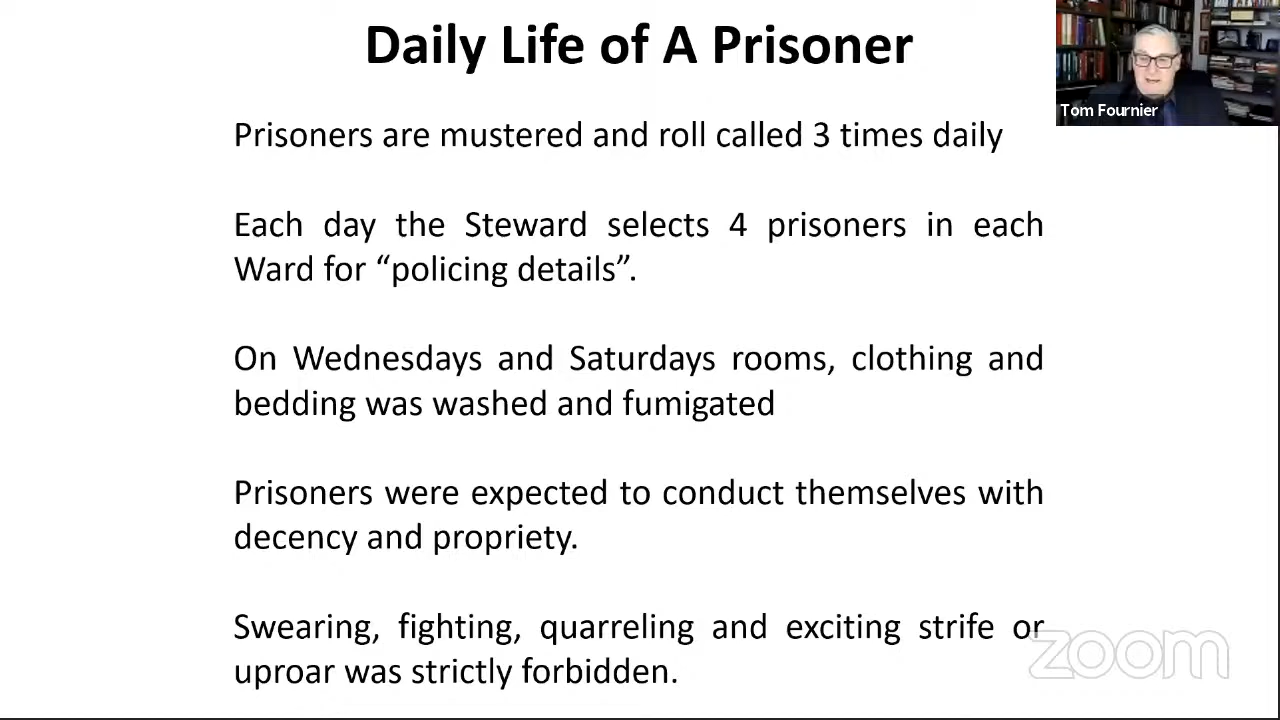 Daily Life of A Prisoner
Tom Fournier
Prisoners are mustered and roll called 3 times daily
Each day the Steward selects 4 prisoners in each
Ward for “policing details”.
On Wednesdays and Saturdays rooms, clothing and
bedding was washed and fumigated
Prisoners were expected to conduct themselves with
decency and propriety.
Swearing, fighting, quarreling and exciting strife or
uproar was strictly forbidden.
zoom